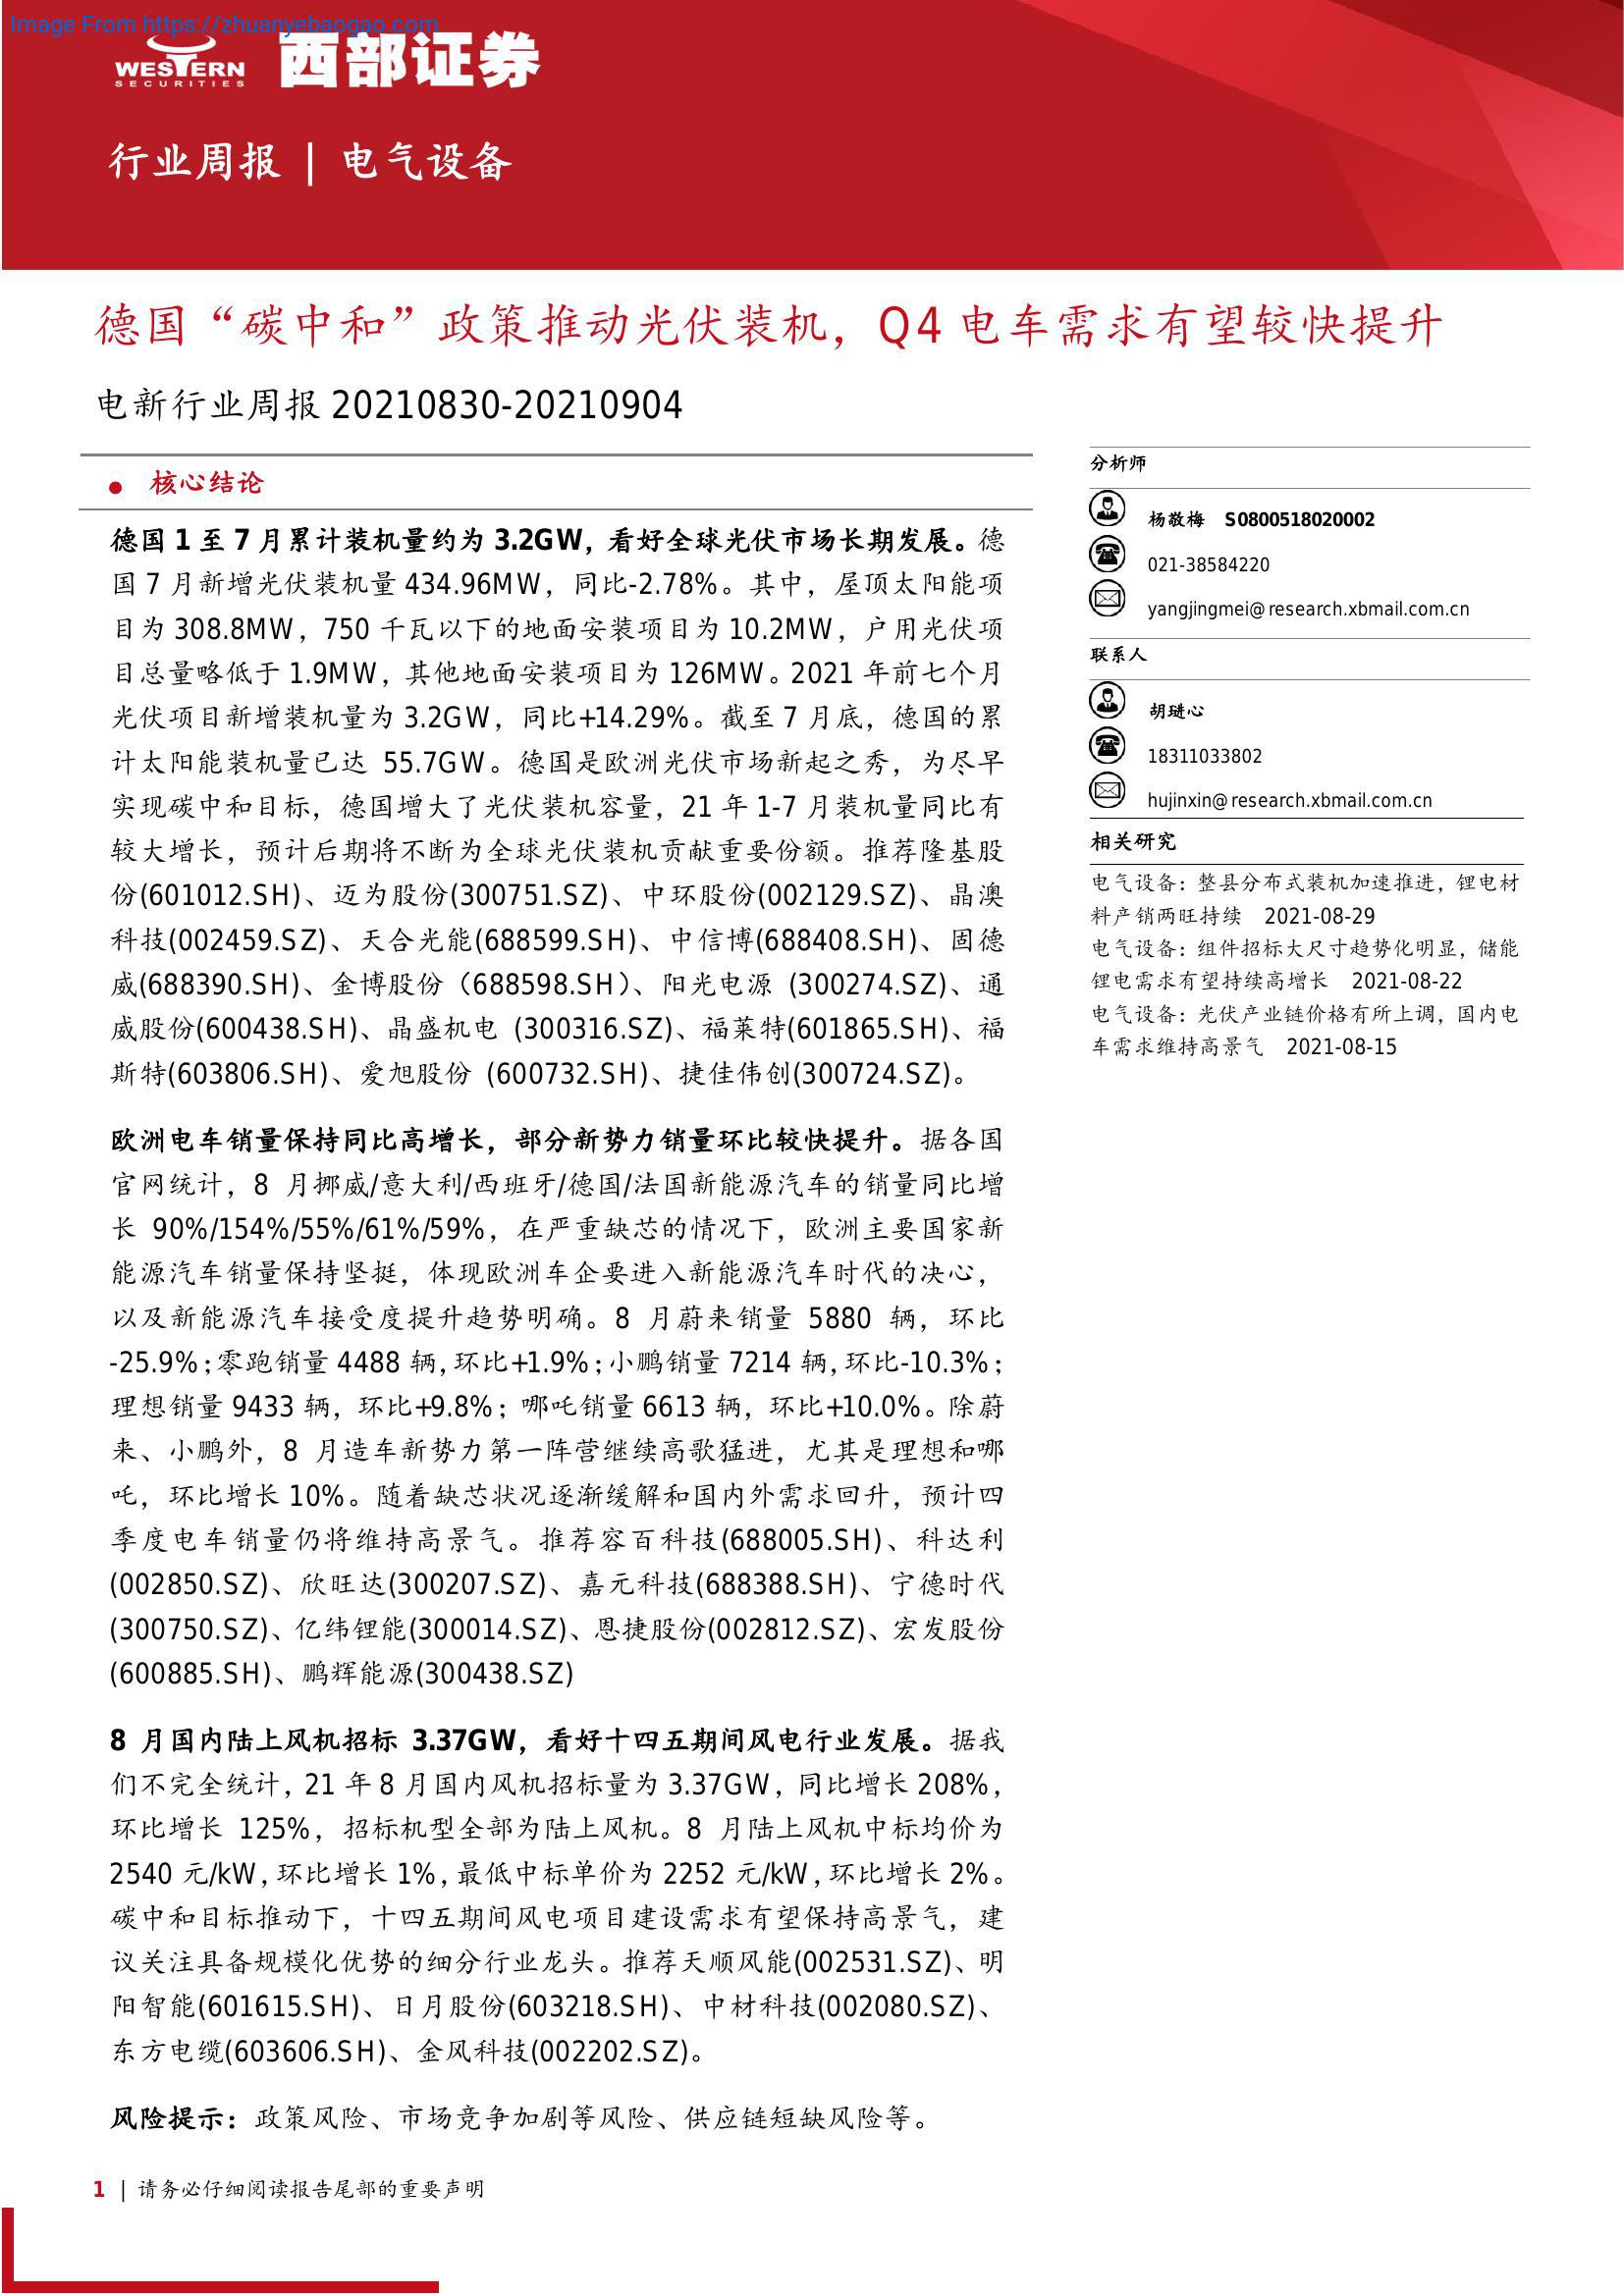 Image From https://zhuanyebaogao.com
WESTERN
SECURITIES
西部证券
行业周报 | 电气设备
德国“碳中和”政策推动光伏装机，Q4 电车需求有望较快提升
电新行业周报 20210830-20210904
● 核心结论
德国 1 至 7 月累计装机量约为 3.2GW，看好全球光伏市场长期发展。德
国 7 月新增光伏装机量 434.96MW，同比-2.78%。其中，屋顶太阳能项
目为 308.8MW，750 千瓦以下的地面安装项目为 10.2MW，户用光伏项
目总量略低于 1.9MW，其他地面安装项目为 126MW。2021 年前七个月
光伏项目新增装机量为 3.2GW，同比+14.29%。截至 7 月底，德国的累
计太阳能装机量已达 55.7GW。德国是欧洲光伏市场新起之秀，为尽早
实现碳中和目标，德国增大了光伏装机容量，21 年 1-7 月装机量同比有
较大增长，预计后期将不断为全球光伏装机贡献重要份额。推荐隆基股
份(601012.SH)、迈为股份(300751.SZ)、中环股份(002129.SZ)、晶澳
科技(002459.SZ)、天合光能(688599.SH)、中信博(688408.SH)、固德
威(688390.SH)、金博股份（688598.SH）、阳光电源 (300274.SZ)、通
威股份(600438.SH)、晶盛机电 (300316.SZ)、福莱特(601865.SH)、福
斯特(603806.SH)、爱旭股份 (600732.SH)、捷佳伟创(300724.SZ)。
欧洲电车销量保持同比高增长，部分新势力销量环比较快提升。据各国
官网统计，8 月挪威/意大利/西班牙/德国/法国新能源汽车的销量同比增
长 90%/154%/55%/61%/59%，在严重缺芯的情况下，欧洲主要国家新
能源汽车销量保持坚挺，体现欧洲车企要进入新能源汽车时代的决心，
以及新能源汽车接受度提升趋势明确。8 月蔚来销量 5880 辆，环比
-25.9%；零跑销量 4488 辆，环比+1.9%；小鹏销量 7214 辆，环比-10.3%；
理想销量 9433 辆，环比+9.8%；哪吒销量 6613 辆，环比+10.0%。除蔚
来、小鹏外，8 月造车新势力第一阵营继续高歌猛进，尤其是理想和哪
吒，环比增长 10%。随着缺芯状况逐渐缓解和国内外需求回升，预计四
季度电车销量仍将维持高景气。推荐容百科技(688005.SH)、科达利
(002850.SZ)、欣旺达(300207.SZ)、嘉元科技(688388.SH)、宁德时代
(300750.SZ)、亿纬锂能(300014.SZ)、恩捷股份(002812.SZ)、宏发股份
(600885.SH)、鹏辉能源(300438.SZ)
8 月国内陆上风机招标 3.37GW，看好十四五期间风电行业发展。据我
们不完全统计，21 年 8 月国内风机招标量为 3.37GW，同比增长 208%，
环比增长 125%，招标机型全部为陆上风机。8 月陆上风机中标均价为
2540 元/kW，环比增长 1%，最低中标单价为 2252 元/kW，环比增长 2%。
碳中和目标推动下，十四五期间风电项目建设需求有望保持高景气，建
议关注具备规模化优势的细分行业龙头。推荐天顺风能(002531.SZ)、明
阳智能(601615.SH)、日月股份(603218.SH)、中材科技(002080.SZ)、
东方电缆(603606.SH)、金风科技(002202.SZ)。
风险提示：政策风险、市场竞争加剧等风险、供应链短缺风险等。
分析师
杨敬梅 S0800518020002
021-38584220
yangjingmei@research.xbmail.com.cn
联系人
胡琎心
18311033802
hujinxin@research.xbmail.com.cn
相关研究
电气设备：整县分布式装机加速推进，锂电材
料产销两旺持续 2021-08-29
电气设备：组件招标大尺寸趋势化明显，储能
锂电需求有望持续高增长 2021-08-22
电气设备：光伏产业链价格有所上调，国内电
车需求维持高景气 2021-08-15
1 | 请务必仔细阅读报告尾部的重要声明